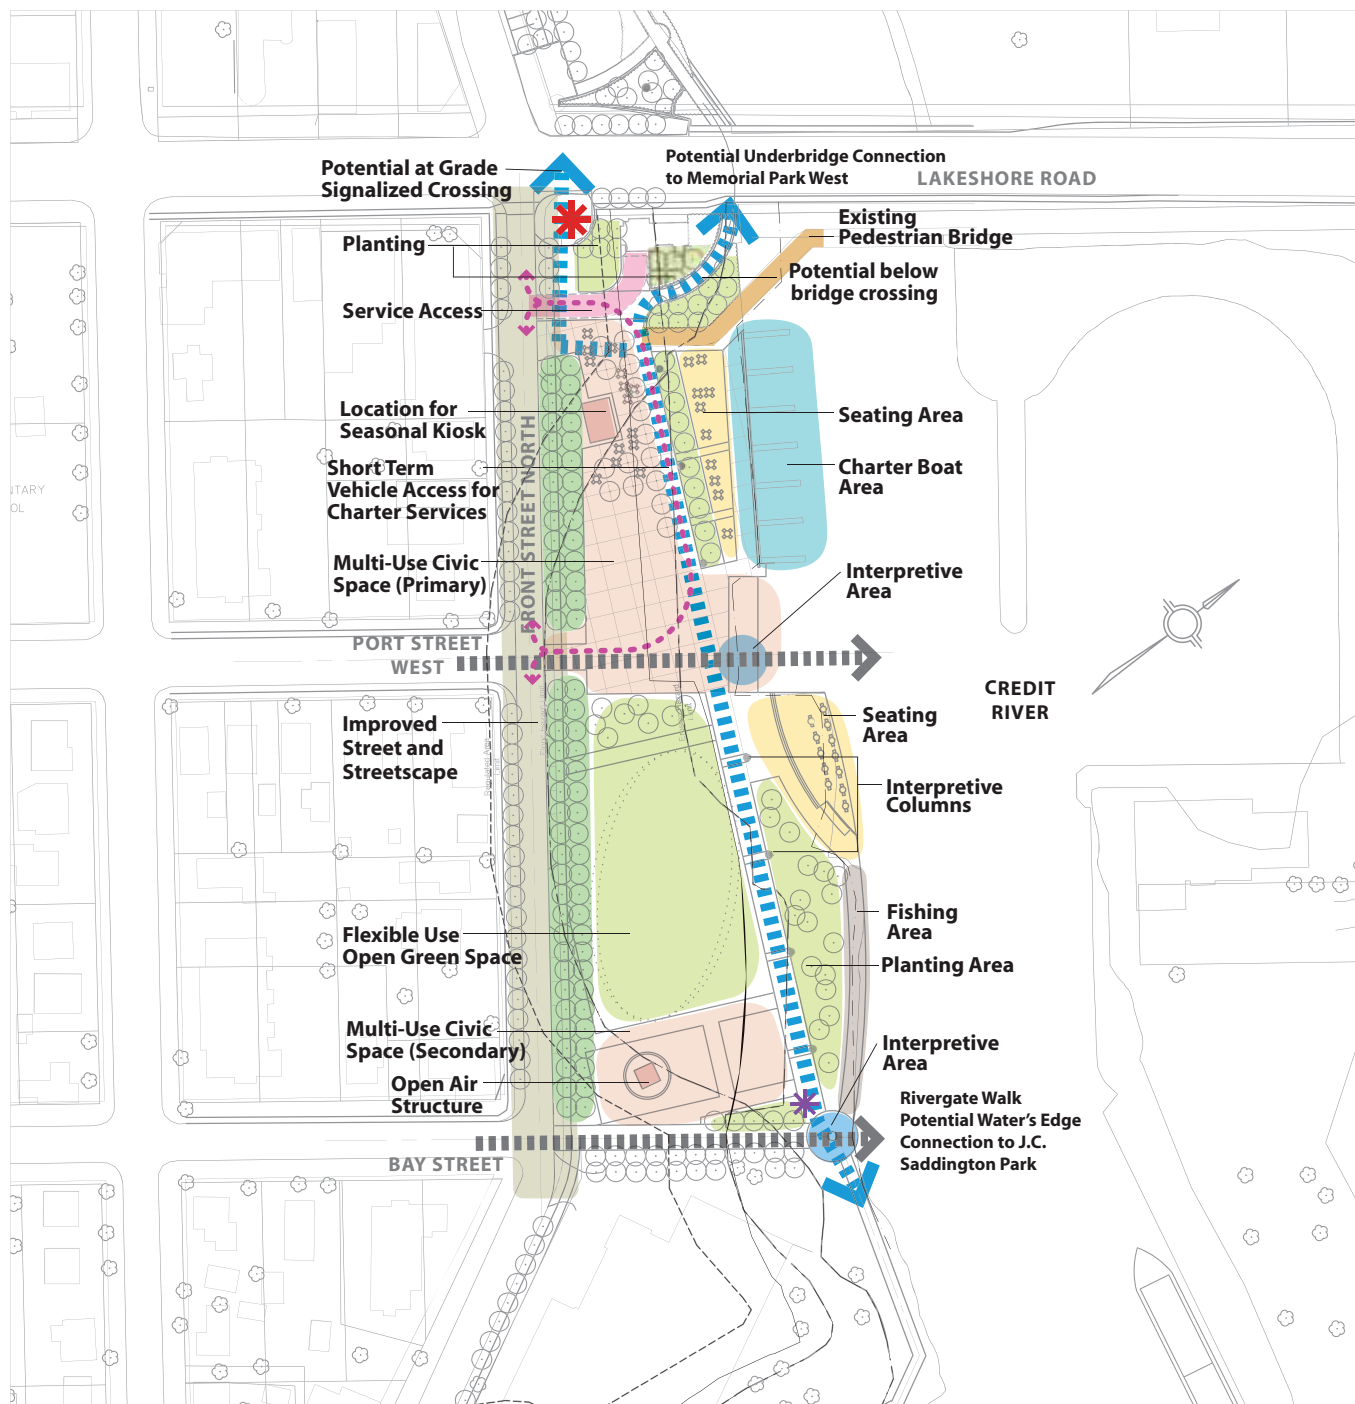 Potential at Grade
Signalized Crossing
Potential Underbridge Connection
to Memorial Park West
LAKESHORE ROAD
Planting
Existing
Pedestrian Bridge
Potential below
bridge crossing
Service Access
Location for
Seasonal Kiosk
Seating Area
Short Term
Vehicle Access for
Charter Services
Charter Boat
Area
FRONT STREET NORTH
Multi-Use Civic
Space (Primary)
Interpretive
Area
PORT STREET
WEST
CREDIT
RIVER
Improved
Street and
Streetscape
Seating
Area
Interpretive
Columns
Fishing
Area
Flexible Use
Open Green Space
Planting Area
Multi-Use Civic
Space (Secondary)
Interpretive
Area
Open Air
Structure
Rivergate Walk
Potential Water's Edge
Connection to J.C.
Saddington Park
BAY STREET